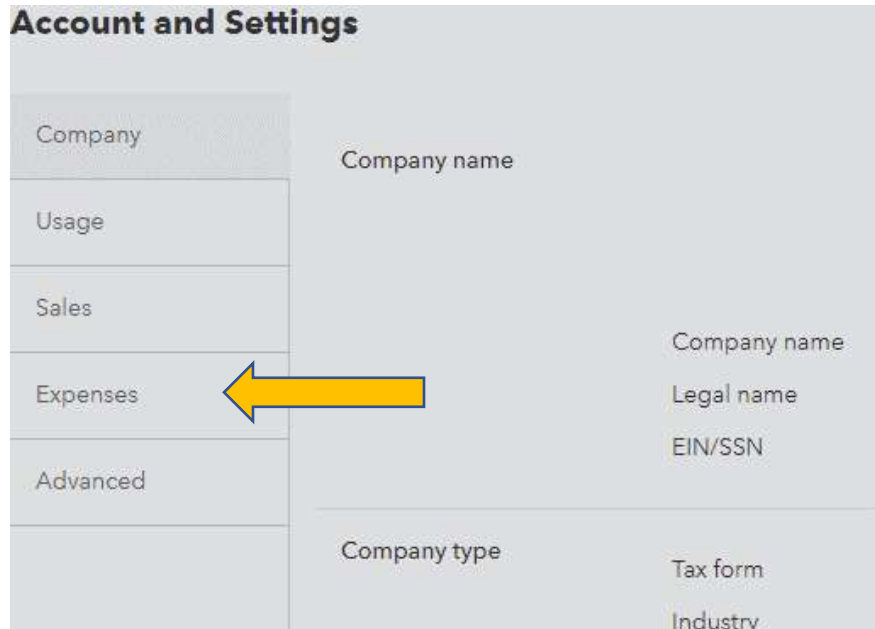 Account and Settings
Company
Usage
Sales
Expenses
Advanced
Company name
Company name
Legal name
EIN/SSN
Company type
Tax form
Industry